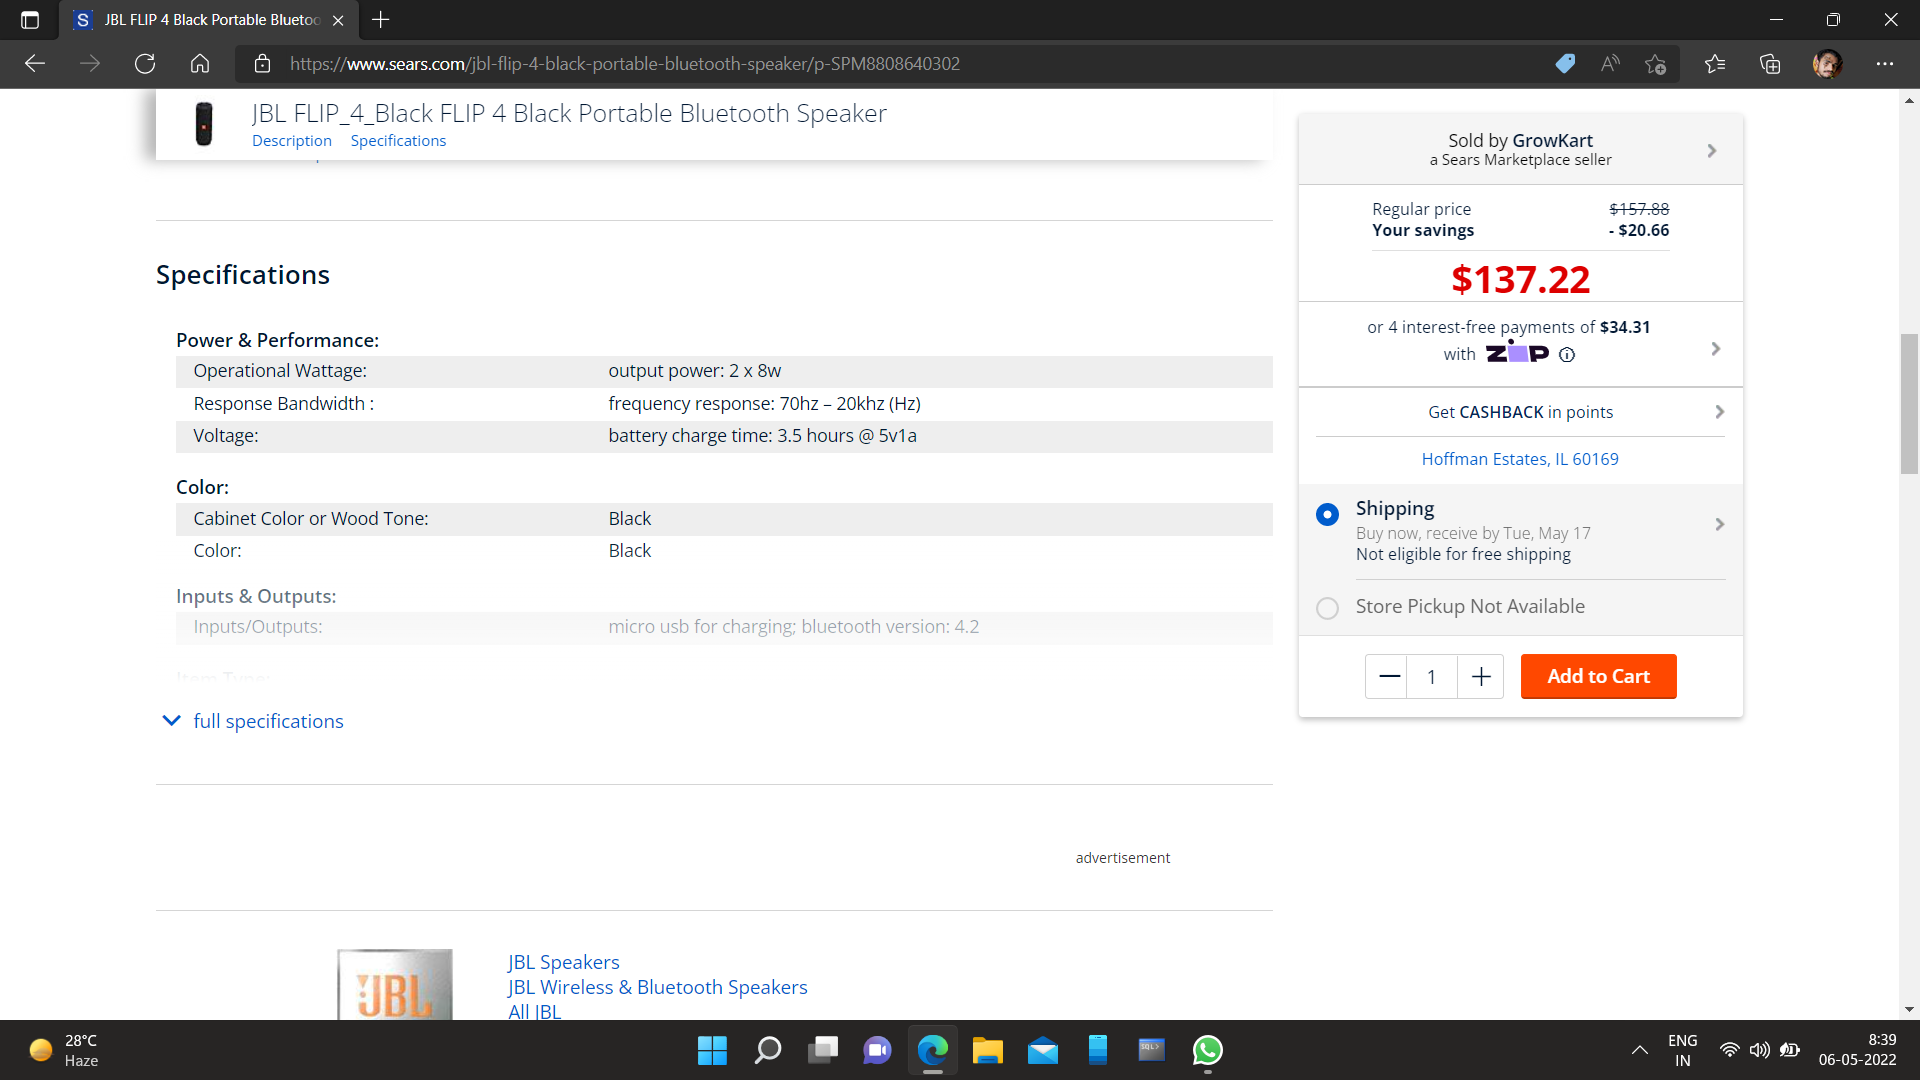 JBL FLIP 4 Black Portable Bluetoo
https://www.sears.com/jbl-flip-4-black-portable-bluetooth-speaker/p-SPM8808640302
JBL FLIP_4_Black FLIP 4 Black Portable Bluetooth Speaker
Description Specifications
Specifications
Power & Performance:
Operational Wattage: output power: 2 x 8w
Response Bandwidth : frequency response: 70hz – 20khz (Hz)
Voltage: battery charge time: 3.5 hours @ 5v1a
Color:
Cabinet Color or Wood Tone: Black
Color: Black
Inputs & Outputs:
Inputs/Outputs: micro usb for charging; bluetooth version: 4.2
Item Type:
full specifications
advertisement
JBL
JBL Speakers
JBL Wireless & Bluetooth Speakers
All JBL
Sold by GrowKart
a Sears Marketplace seller
Regular price $157.88
Your savings - $20.66
$137.22
or 4 interest-free payments of $34.31
with ZIP
Get CASHBACK in points
Hoffman Estates, IL 60169
Shipping
Buy now, receive by Tue, May 17
Not eligible for free shipping
Store Pickup Not Available
1
Add to Cart
28°C
Haze
SQL>
ENG
IN
8:39
06-05-2022